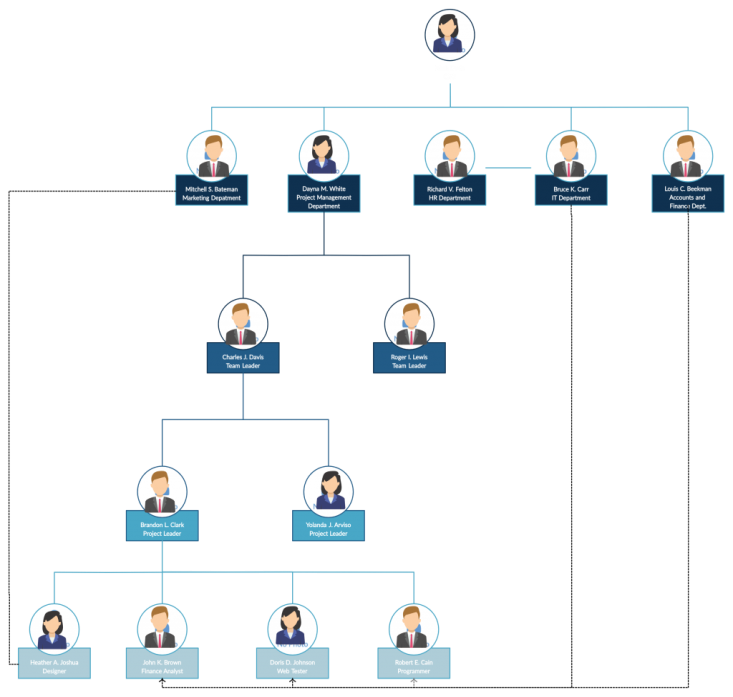 Mitchell S. Bateman
Marketing Depatment
Dayna M. White
Project Management
Department
Richard V. Felton
HR Department
Bruce K. Carr
IT Department
Louis C. Beekman
Accounts and
Finance Dept.
Charles J. Davis
Team Leader
Roger I. Lewis
Team Leader
Brandon L. Clark
Project Leader
Yolanda J. Arviso
Project Leader
Heather A. Joshua
Designer
John K. Brown
Finance Analyst
Doris D. Johnson
Web Tester
Robert E. Cain
Programmer